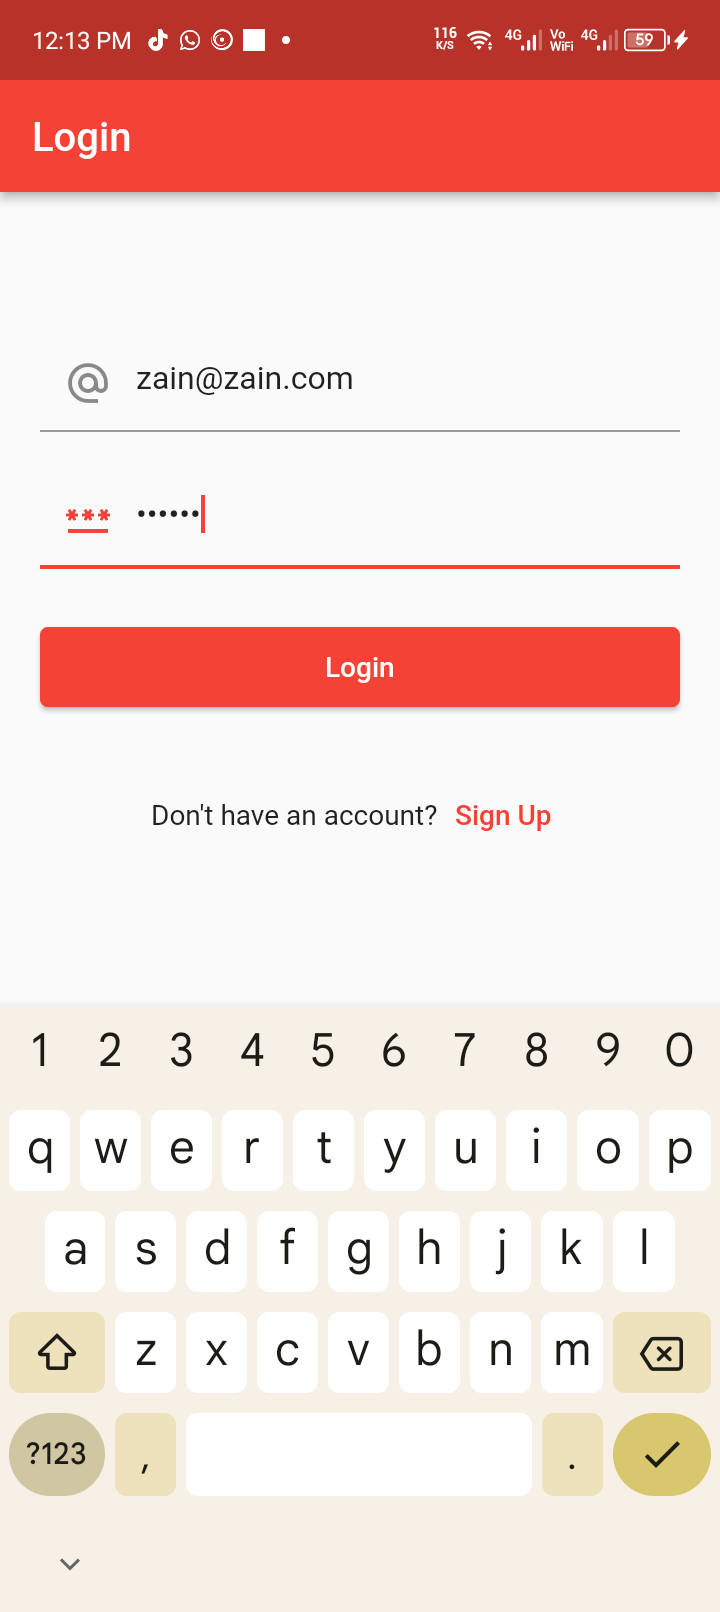 12:13 PM 116 K/S 4G Vo WiFi 4G 59
Login
zain@zain.com
***  ••••••
Login
Don't have an account? Sign Up
1 2 3 4 5 6 7 8 9 0
q w e r t y u i o p
a s d f g h j k l
z x c v b n m
?123 , .